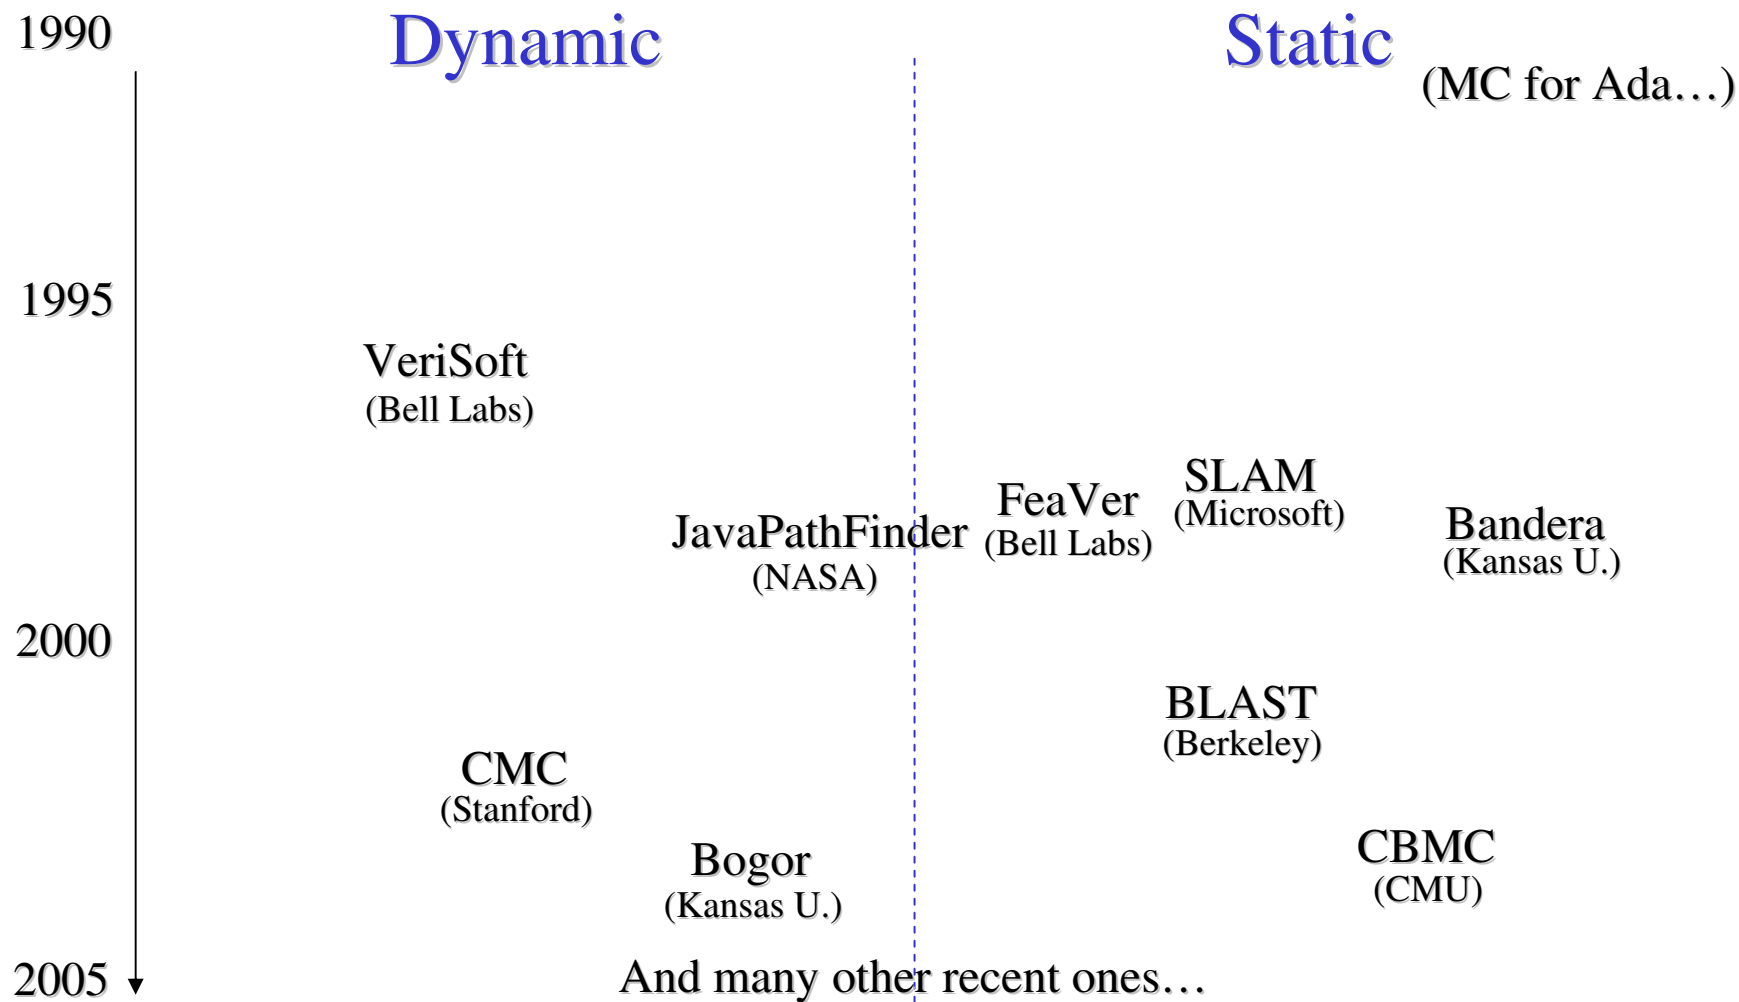 1990
Dynamic
Static
(MC for Ada…)
1995
VeriSoft
(Bell Labs)
JavaPathFinder
(NASA)
FeaVer
(Bell Labs)
SLAM
(Microsoft)
Bandera
(Kansas U.)
2000
BLAST
(Berkeley)
CMC
(Stanford)
Bogor
(Kansas U.)
CBMC
(CMU)
2005
And many other recent ones…